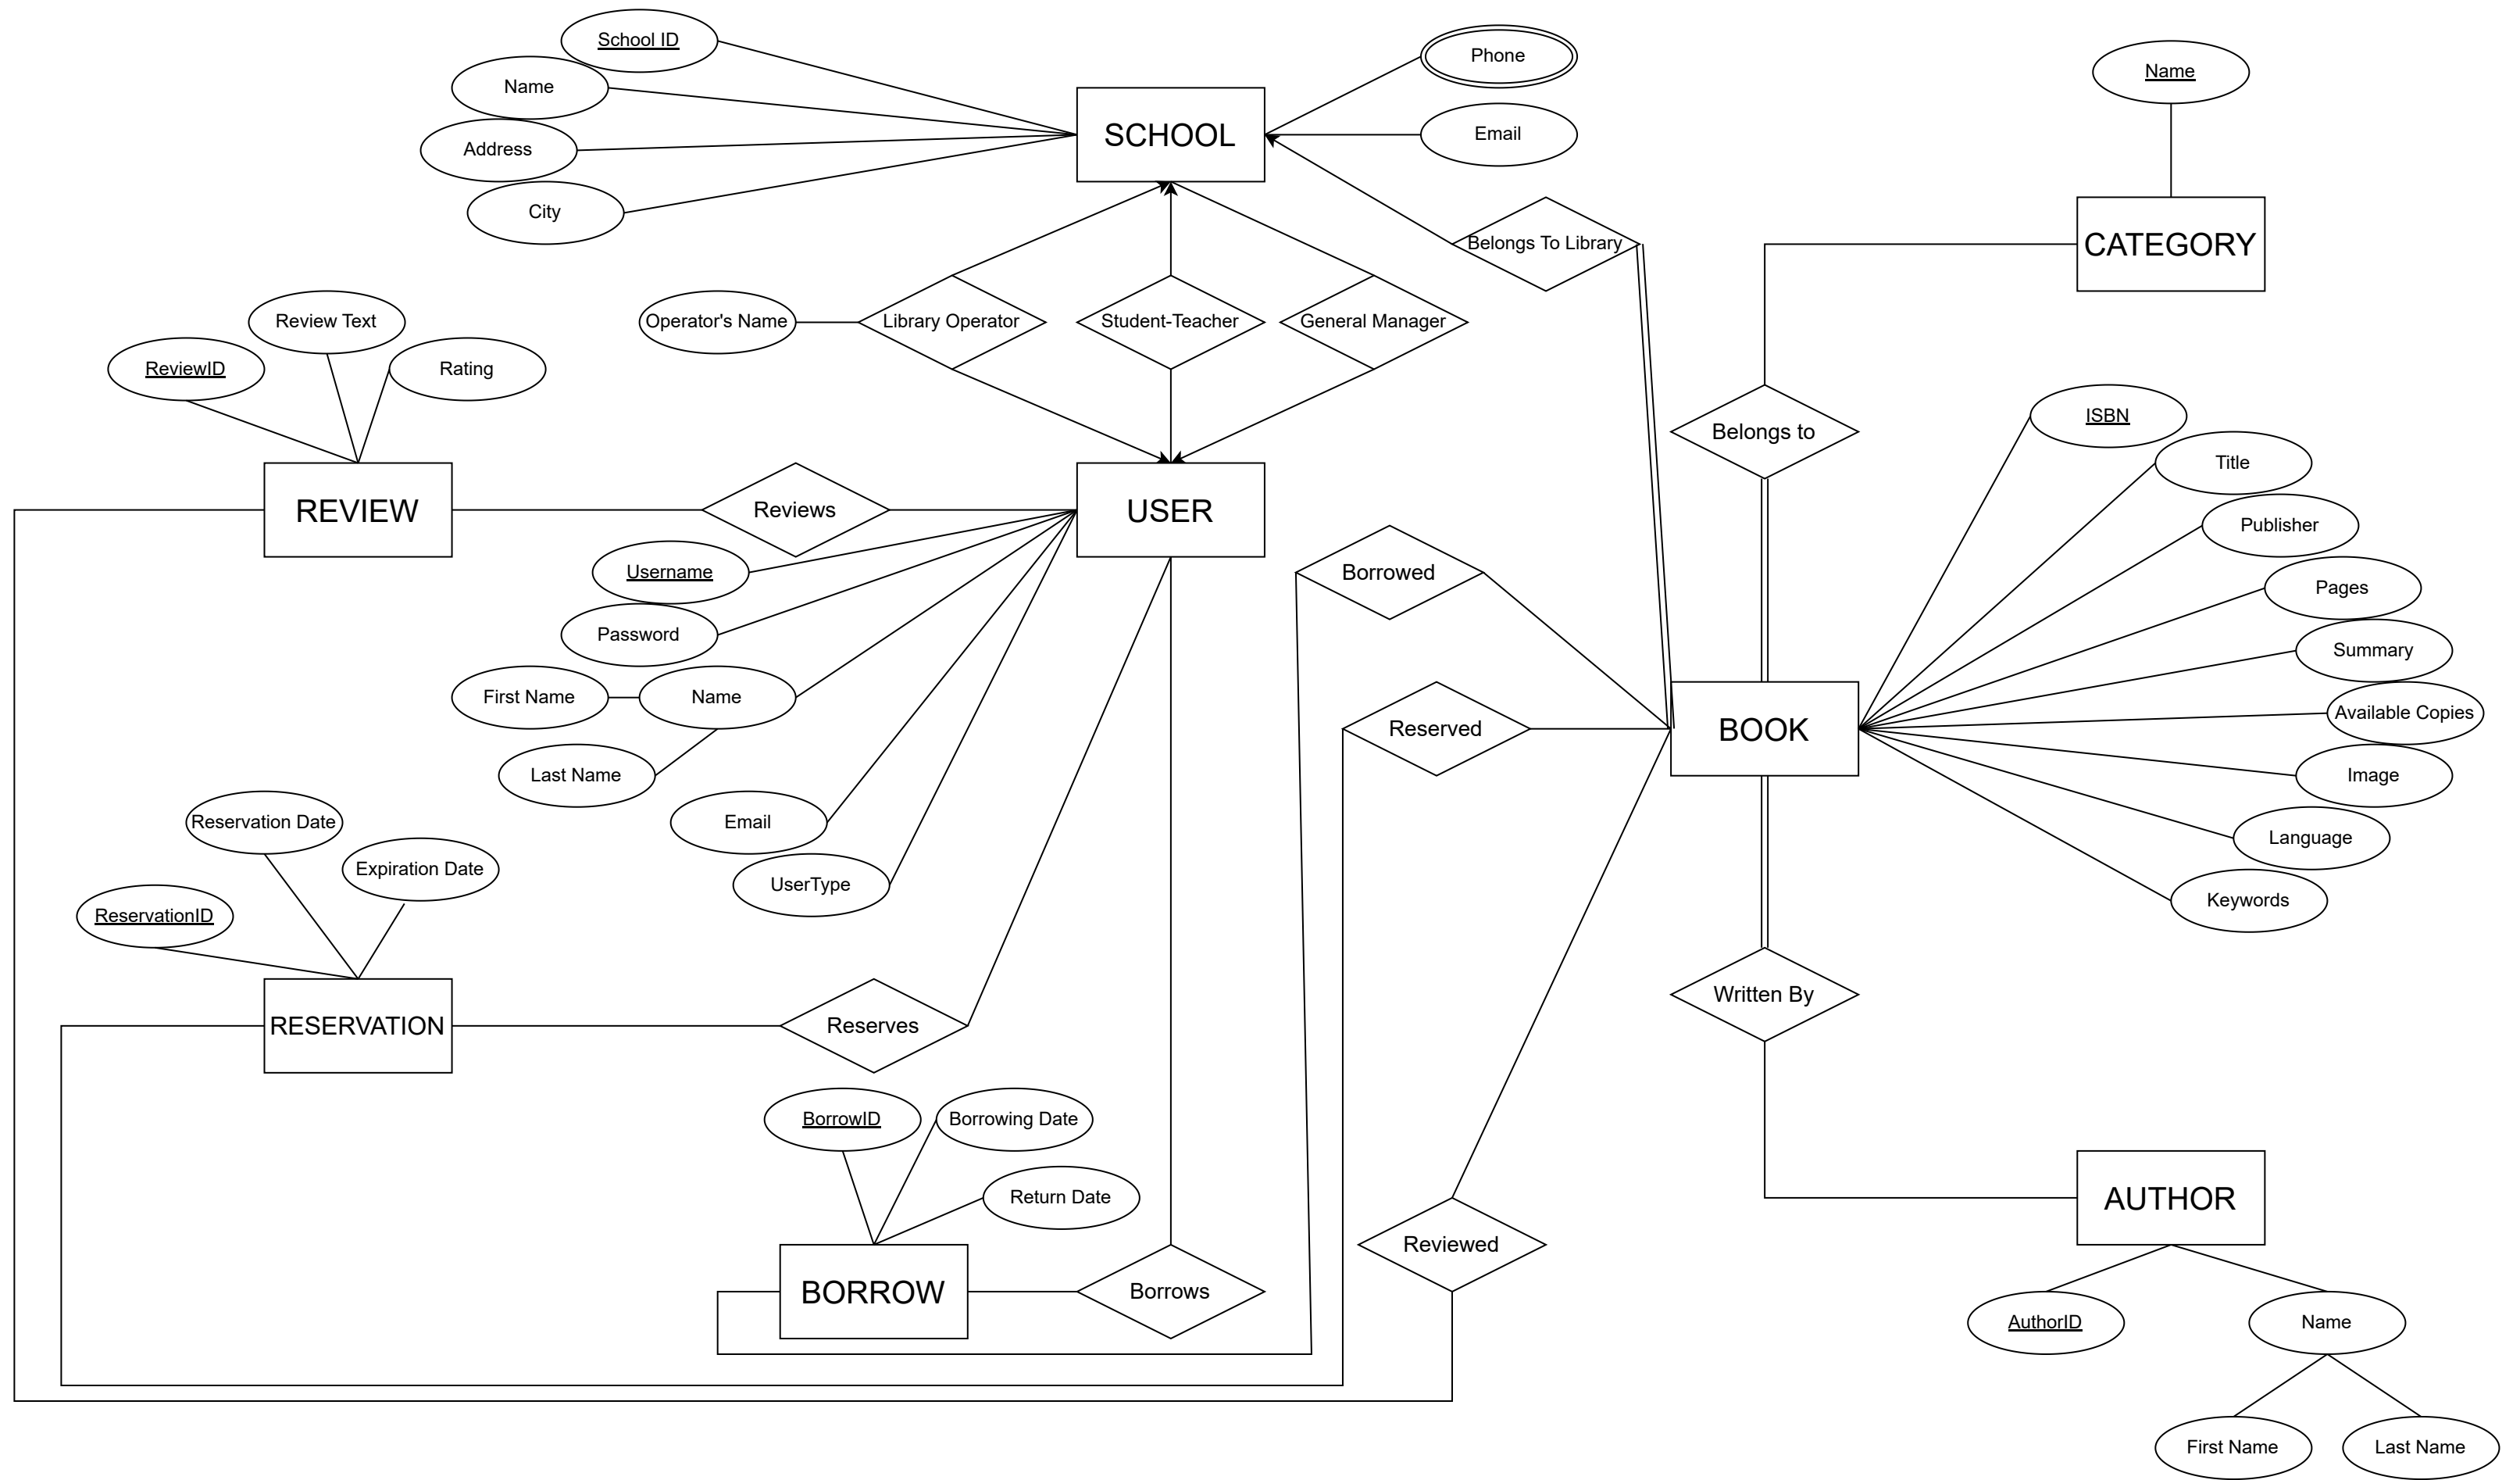 School ID
Name
Address
City
SCHOOL
Phone
Email
Name
CATEGORY
Belongs To Library
Operator's Name
Library Operator
Student-Teacher
General Manager
Review Text
ReviewID
Rating
REVIEW
Reviews
USER
Username
Password
First Name
Name
Last Name
Email
UserType
Borrowed
Reserved
Belongs to
BOOK
ISBN
Title
Publisher
Pages
Summary
Available Copies
Image
Language
Keywords
Reservation Date
Expiration Date
ReservationID
RESERVATION
Reserves
BorrowID
Borrowing Date
Return Date
BORROW
Borrows
Reviewed
Written By
AUTHOR
AuthorID
Name
First Name
Last Name